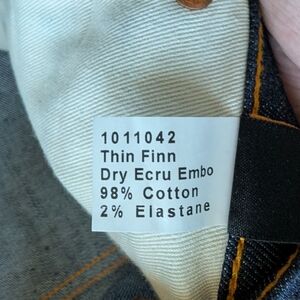 1011042
Thin Finn
Dry Ecru Embo
98% Cotton
2% Elastane